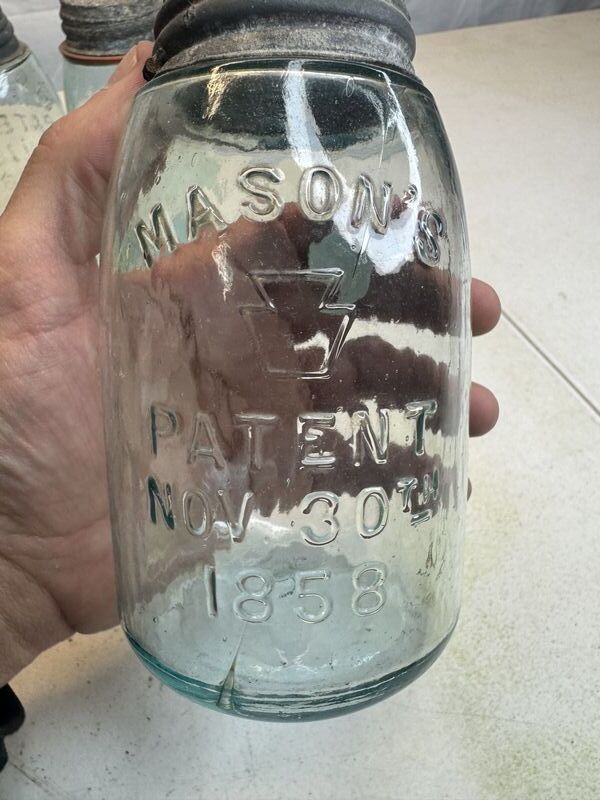 MASON'S
PATENT
NOV 30TH
1858